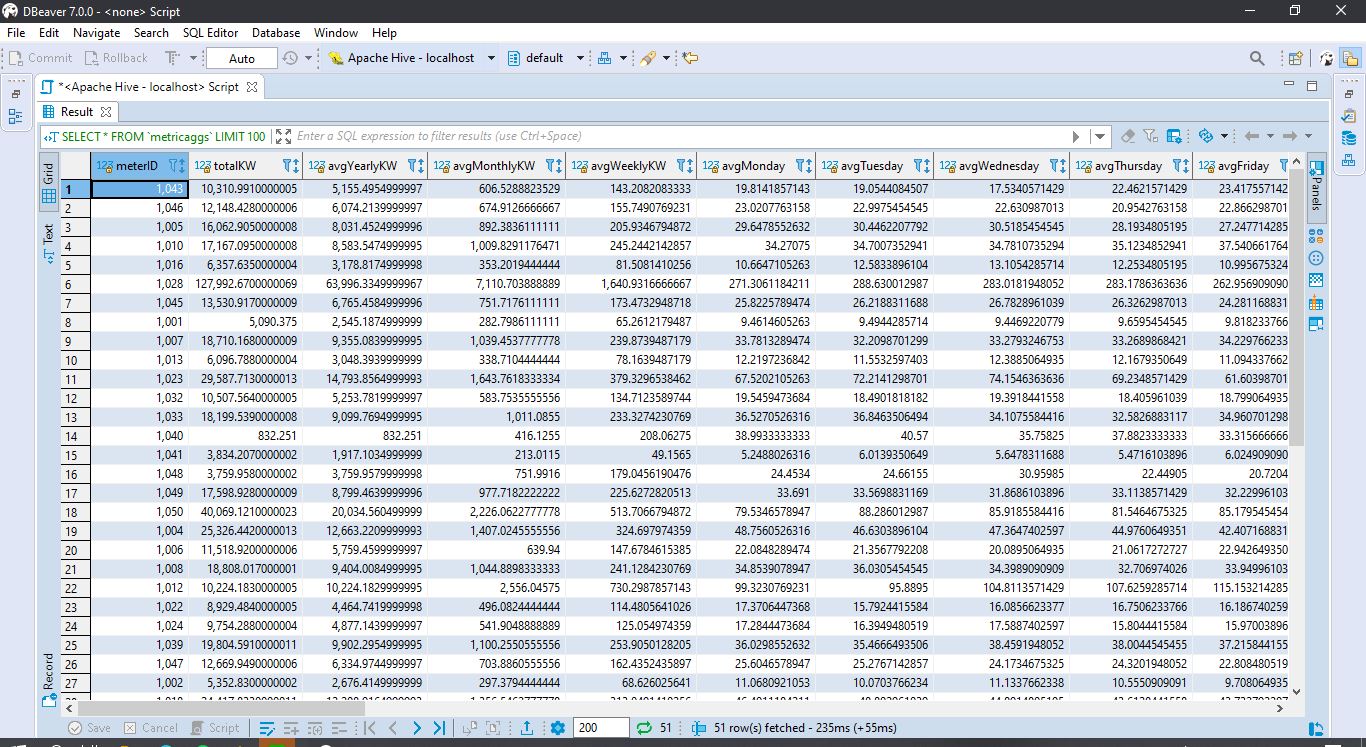 DBeaver 7.0.0 - <none> Script
File Edit Navigate Search SQL Editor Database Window Help
Commit Rollback Auto Apache Hive - localhost default
*<Apache Hive - localhost> Script
Result
SELECT * FROM `metricaggs` LIMIT 100 Enter a SQL expression to filter results (use Ctrl+Space)
Grid
Text
Record
Panels
123 meterID 123 totalKW 123 avgYearlyKW 123 avgMonthlyKW 123 avgWeeklyKW 123 avgMonday 123 avgTuesday 123 avgWednesday 123 avgThursday 123 avgFriday
1 1,043 10,310.9910000005 5,155.4954999997 606.5288823529 143.2082083333 19.8141857143 19.0544084507 17.5340571429 22.4621571429 23.417557142
2 1,046 12,148.4280000006 6,074.2139999997 674.9126666667 155.7490769231 23.0207763158 22.9975454545 22.630987013 20.9542763158 22.866298701
3 1,005 16,062.9050000008 8,031.4524999996 892.3836111111 205.9346794872 29.6478552632 30.4462207792 30.5185454545 28.1934805195 27.247714285
4 1,010 17,167.0950000008 8,583.5474999995 1,009.8291176471 245.2442142857 34.27075 34.7007352941 34.7810735294 35.1234852941 37.540661764
5 1,016 6,357.6350000004 3,178.8174999998 353.2019444444 81.5081410256 10.6647105263 12.5833896104 13.1054285714 12.2534805195 10.995675324
6 1,028 127,992.6700000069 63,996.3349999967 7,110.703888889 1,640.9316666667 271.3061184211 288.630012987 283.0181948052 283.1786363636 262.956909090
7 1,045 13,530.9170000009 6,765.4584999996 751.7176111111 173.4732948718 25.8225789474 26.2188311688 26.7828961039 26.3262987013 24.281168831
8 1,001 5,090.375 2,545.1874999999 282.7986111111 65.2612179487 9.4614605263 9.4944285714 9.4469220779 9.6595454545 9.818233766
9 1,007 18,710.1680000009 9,355.0839999995 1,039.4537777778 239.8739487179 33.7813289474 32.2098701299 33.2793246753 33.2689868421 34.229766233
10 1,013 6,096.7880000004 3,048.3939999998 338.7104444444 78.1639487179 12.2197236842 11.5532597403 12.3885064935 12.1679350649 11.094337662
11 1,023 29,587.7130000013 14,793.8564999993 1,643.7618333334 379.3296538462 67.5202105263 72.2141298701 74.1546363636 69.2348571429 61.60398701
12 1,032 10,507.5640000005 5,253.7819999997 583.7535555556 134.7123589744 19.5459473684 18.4901818182 19.3918441558 18.405961039 18.799064935
13 1,033 18,199.5390000008 9,099.7694999995 1,011.0855 233.3274230769 36.5270526316 36.8463506494 34.1075584416 32.5826883117 34.960701298
14 1,040 832.251 832.251 416.1255 208.06275 38.9933333333 40.57 35.75825 37.8823333333 33.315666666
15 1,041 3,834.2070000002 1,917.1034999999 213.0115 49.1565 5.2488026316 6.0139350649 5.6478311688 5.4716103896 6.024909090
16 1,048 3,759.9580000002 3,759.9579999998 751.9916 179.0456190476 24.4534 24.66155 30.95985 22.44905 20.7204
17 1,049 17,598.9280000009 8,799.4639999996 977.7182222222 225.6272820513 33.691 33.5698831169 31.8686103896 33.1138571429 32.22996103
18 1,050 40,069.1210000023 20,034.560499999 2,226.0622777778 513.7066794872 79.5346578947 88.286012987 85.9185584416 81.5464675325 85.179545454
19 1,004 25,326.4420000013 12,663.2209999993 1,407.0245555556 324.697974359 48.7560526316 46.6303896104 47.3647402597 44.9760649351 42.407168831
20 1,006 11,518.9200000006 5,759.4599999997 639.94 147.6784615385 22.0848289474 21.3567792208 20.0895064935 21.0617272727 22.942649350
21 1,008 18,808.017000001 9,404.0084999995 1,044.8898333333 241.1284230769 34.8539078947 36.0305454545 34.3989090909 32.706974026 33.94996103
22 1,012 10,224.1830000005 10,224.1829999995 2,556.04575 730.2987857143 99.3230769231 95.8895 104.8113571429 107.6259285714 115.153214285
23 1,022 8,929.4840000005 4,464.7419999998 496.0824444444 114.4805641026 17.3706447368 15.7924415584 16.0856623377 16.7506233766 16.186740259
24 1,024 9,754.2880000004 4,877.1439999997 541.9048888889 125.054974359 17.2844473684 16.3949480519 17.5887402597 15.8044415584 15.97003896
25 1,039 19,804.5910000011 9,902.2954999995 1,100.2550555556 253.9050128205 36.0298552632 35.4666493506 38.4591948052 38.0044545455 37.215844155
26 1,047 12,669.9490000006 6,334.9744999997 703.8860555556 162.4352435897 25.6046578947 25.2767142857 24.1734675325 24.3201948052 22.808480519
27 1,002 5,352.8300000002 2,676.4149999999 297.3794444444 68.626025641 11.0680921053 10.0703766234 11.1337662338 10.5550909091 9.708064935
Save Cancel Script 200 51 51 row(s) fetched - 235ms (+55ms)